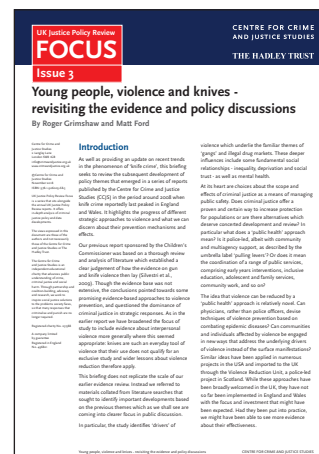 UK Justice Policy Review
FOCUS
Issue 3
CENTRE FOR CRIME
AND JUSTICE STUDIES
THE HADLEY TRUST
Young people, violence and knives -
revisiting the evidence and policy discussions
By Roger Grimshaw and Matt Ford
Introduction
As well as providing an update on recent trends
in the phenomenon of 'knife crime', this briefing
seeks to review the subsequent development of
policy themes that emerged in a series of reports
published by the Centre for Crime and Justice
Studies (CCJS) in the period around 2008 when
knife crime reportedly last peaked in England
and Wales. It highlights the progress of different
strategic approaches to violence and what we can
discern about their prevention mechanisms and
effects.
Our previous report sponsored by the Children's
Commissioner was based on a thorough review
and analysis of literature which established a
clear judgement of how the evidence on gun
and knife violence then lay (Silvestri et al.,
2009). Though the evidence base was not
extensive, the conclusions pointed towards some
promising evidence-based approaches to violence
prevention, and questioned the dominance of
criminal justice in strategic responses. As in the
earlier report we have broadened the focus of
study to include evidence about interpersonal
violence more generally where this seemed
appropriate: knives are such an everyday tool of
violence that their use does not qualify for an
exclusive study and wider lessons about violence
reduction therefore apply.
This briefing does not replicate the scale of our
earlier evidence review. Instead we referred to
materials collated from literature searches that
sought to identify important developments based
on the previous themes which as we shall see are
coming into clearer focus in public discussion.
In particular, the study identifies 'drivers' of
violence which underlie the familiar themes of
'gangs' and illegal drug markets. These deeper
influences include some fundamental social
relationships - inequality, deprivation and social
trust - as well as mental health.
At its heart are choices about the scope and
effects of criminal justice as a means of managing
public safety. Does criminal justice offer a
proven and certain way to increase protection
for populations or are there alternatives which
deserve concerted development and review? In
particular what does a 'public health' approach
mean? Is it police-led, albeit with community
and multiagency support, as described by the
umbrella label 'pulling levers'? Or does it mean
the coordination of a range of public services,
comprising early years interventions, inclusive
education, adolescent and family services,
community work, and so on?
The idea that violence can be reduced by a
'public health' approach is relatively novel. Can
physicians, rather than police officers, devise
techniques of violence prevention based on
combating epidemic diseases? Can communities
and individuals affected by violence be engaged
in new ways that address the underlying drivers
of violence instead of the surface manifestations?
Similar ideas have been applied in numerous
projects in the USA and imported to the UK
through the Violence Reduction Unit, a police-led
project in Scotland. While these approaches have
been broadly welcomed in the UK, they have not
so far been implemented in England and Wales
with the focus and investment that might have
been expected. Had they been put into practice,
we might have been able to see more evidence
about their effectiveness.
Young people, violence and knives - revisiting the evidence and policy discussions
CENTRE FOR CRIME AND JUSTICE STUDIES